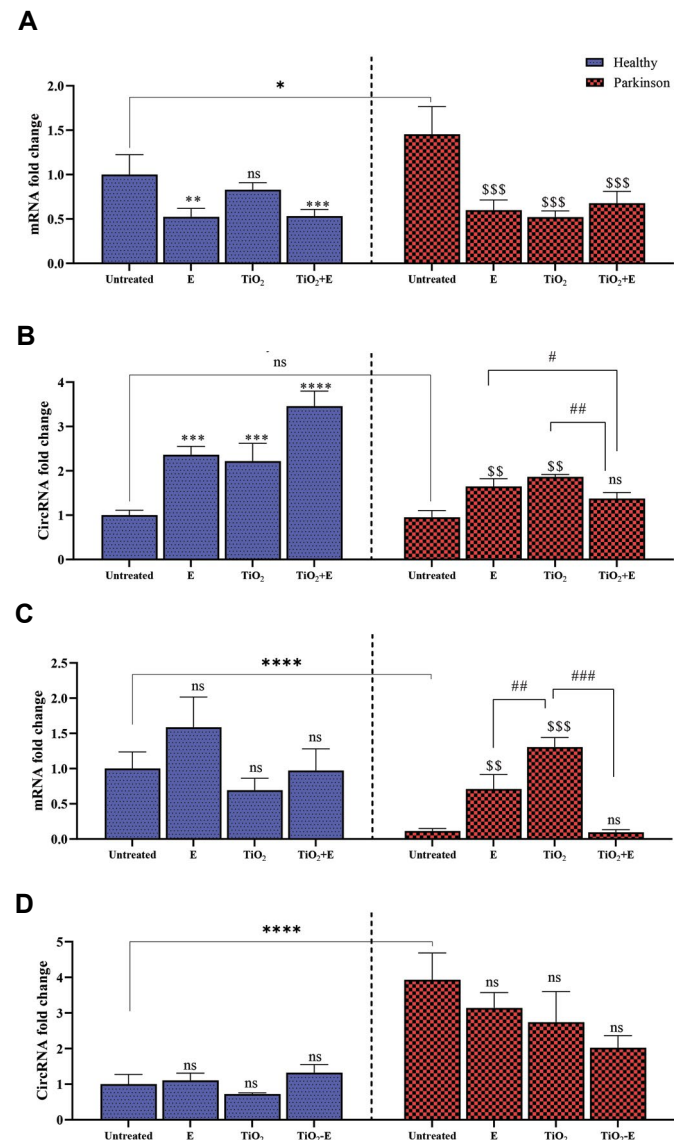 A
Healthy
Parkinson
mRNA fold change
2.0
1.5
1.0
0.5
0.0
*
** ns *** $$$ $$$ $$$
Untreated E TiO₂ TiO₂+E Untreated E TiO₂ TiO₂+E
B
CircRNA fold change
4
3
2
1
0
ns
#
##
*** *** **** $$ $$ ns
Untreated E TiO₂ TiO₂+E Untreated E TiO₂ TiO₂+E
C
mRNA fold change
2.5
2.0
1.5
1.0
0.5
0.0
****
## ###
ns ns ns $$ $$$ ns
Untreated E TiO₂ TiO₂+E Untreated E TiO₂ TiO₂+E
D
CircRNA fold change
5
4
3
2
1
0
****
ns ns ns ns ns ns
Untreated E TiO₂ TiO₂-E Untreated E TiO₂ TiO₂-E